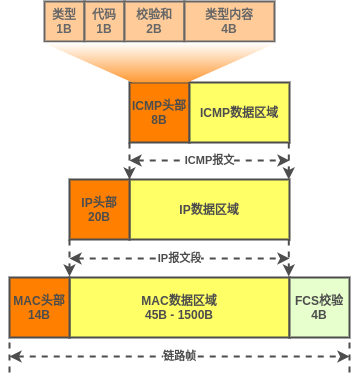 类型 代码 校验和 类型内容
1B 1B 2B 4B
ICMP头部
8B
ICMP数据区域
ICMP报文
IP头部
20B
IP数据区域
IP报文段
MAC头部
14B
MAC数据区域
45B - 1500B
FCS校验
4B
链路帧